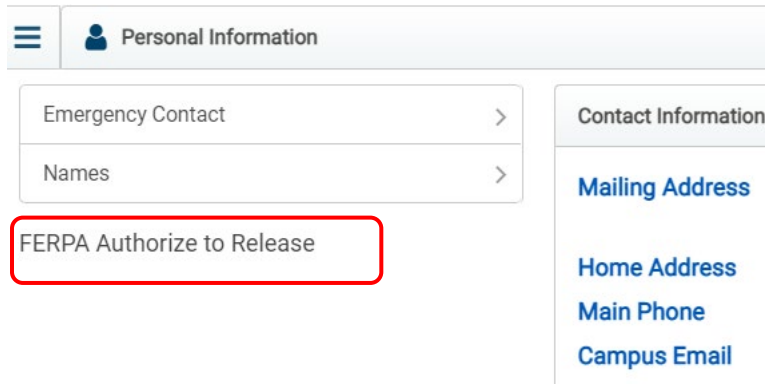 Personal Information
Emergency Contact
Names
FERPA Authorize to Release
Contact Information
Mailing Address
Home Address
Main Phone
Campus Email